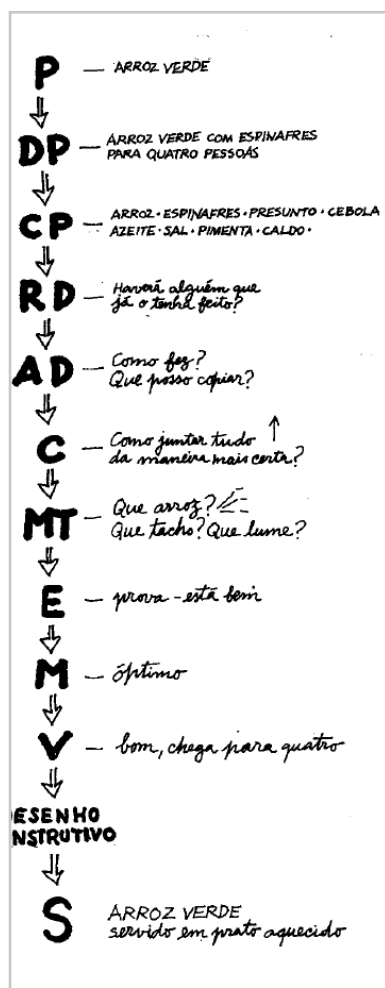 P — ARROZ VERDE
DP — ARROZ VERDE COM ESPINAFRES
PARA QUATRO PESSOAS
CP — ARROZ · ESPINAFRES · PRESUNTO · CEBOLA
AZEITE · SAL · PIMENTA · CALDO ·
RD — Haverá alguém que
já o tenha feito?
AD — Como fez?
Que posso copiar?
C — Como juntar tudo
da maneira mais certa?
MT — Que arroz?
Que tacho? Que lume?
E — prova - está bem
M — óptimo
V — bom, chega para quatro
ESENHO
NSTRUTIVO
S ARROZ VERDE
servido em prato aquecido